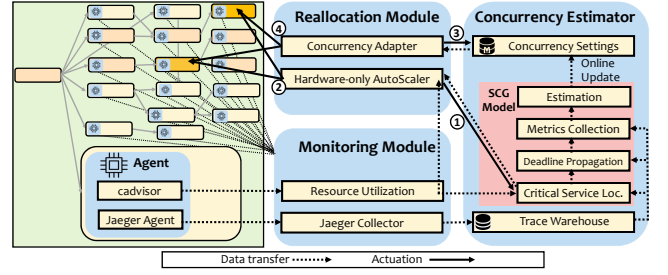 Reallocation Module
Concurrency Estimator
④
Concurrency Adapter
③
M
Concurrency Settings
②
Hardware-only AutoScaler
Online
Update
SCG
Model
Estimation
①
Metrics Collection
Deadline Propagation
Critical Service Loc.
Monitoring Module
Agent
cadvisor
Resource Utilization
Jaeger Agent
Jaeger Collector
Trace Warehouse
Data transfer
Actuation